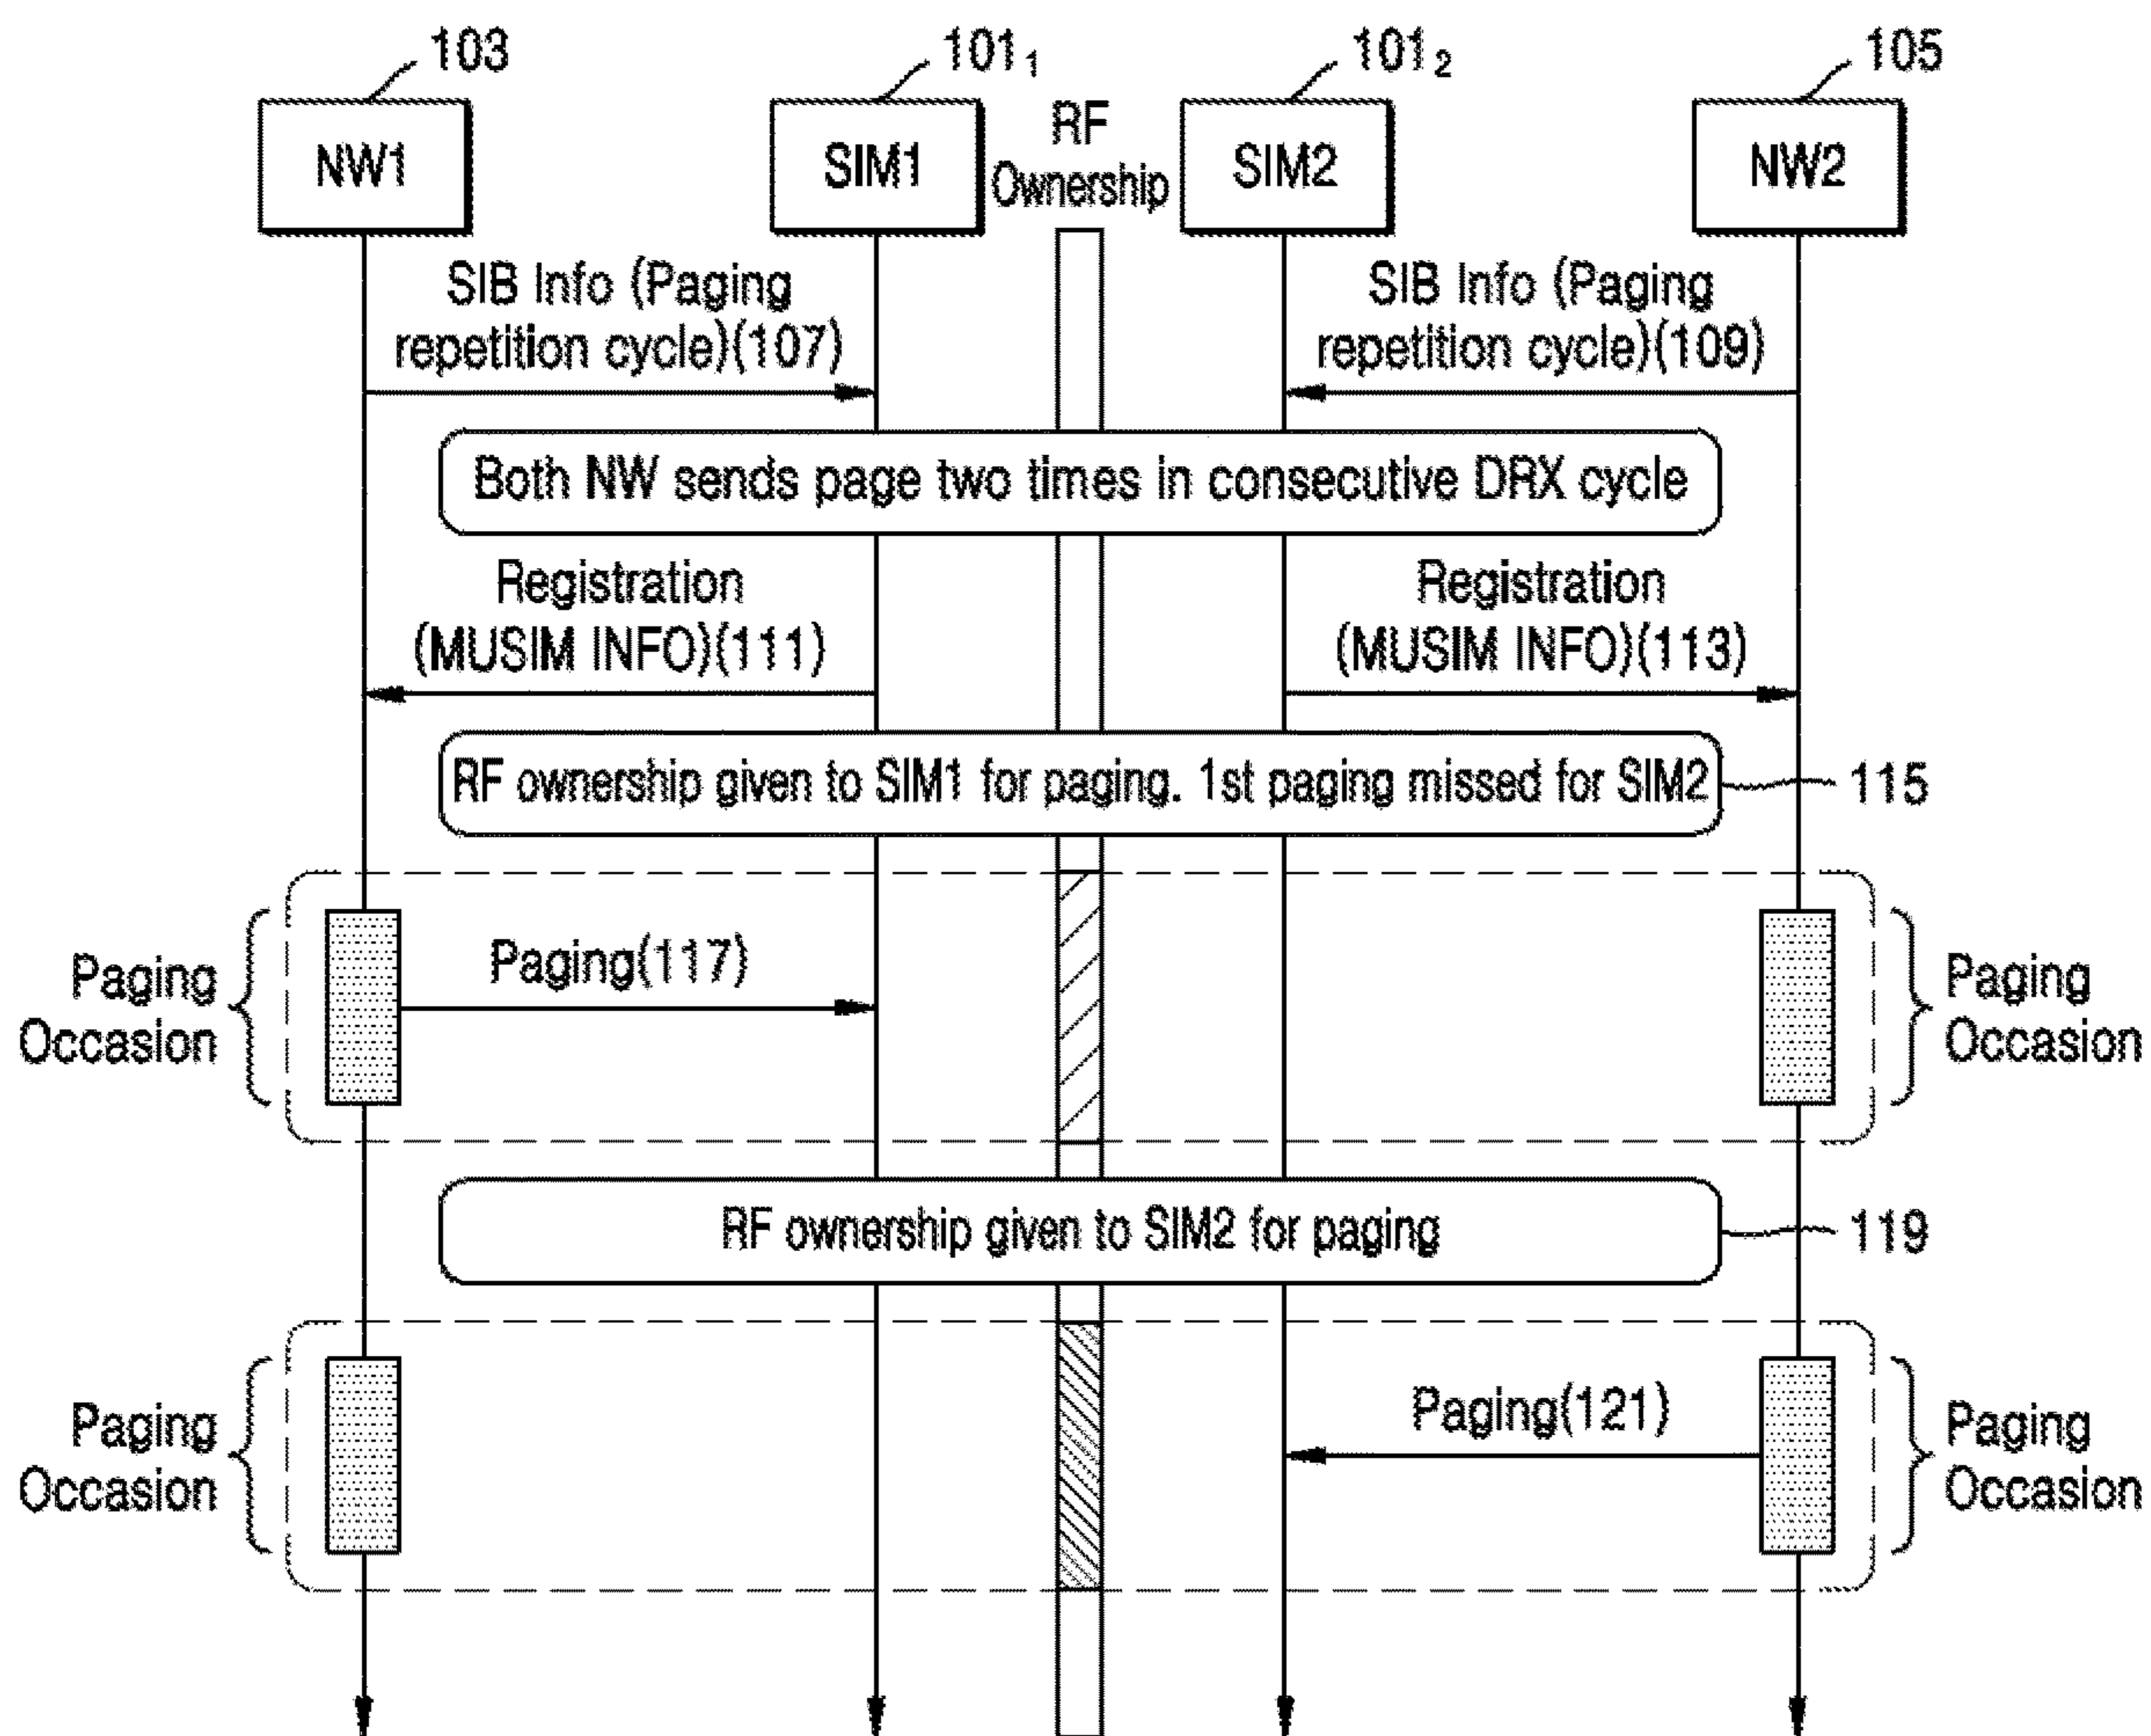 103
101₁
101₂
105
NW1
SIM1
RF
Ownership
SIM2
NW2
SIB Info (Paging
repetition cycle)(107)
SIB Info (Paging
repetition cycle)(109)
Both NW sends page two times in consecutive DRX cycle
Registration
(MUSIM INFO)(111)
Registration
(MUSIM INFO)(113)
RF ownership given to SIM1 for paging. 1st paging missed for SIM2
115
Paging
Occasion
Paging(117)
Paging
Occasion
RF ownership given to SIM2 for paging
119
Paging
Occasion
Paging(121)
Paging
Occasion